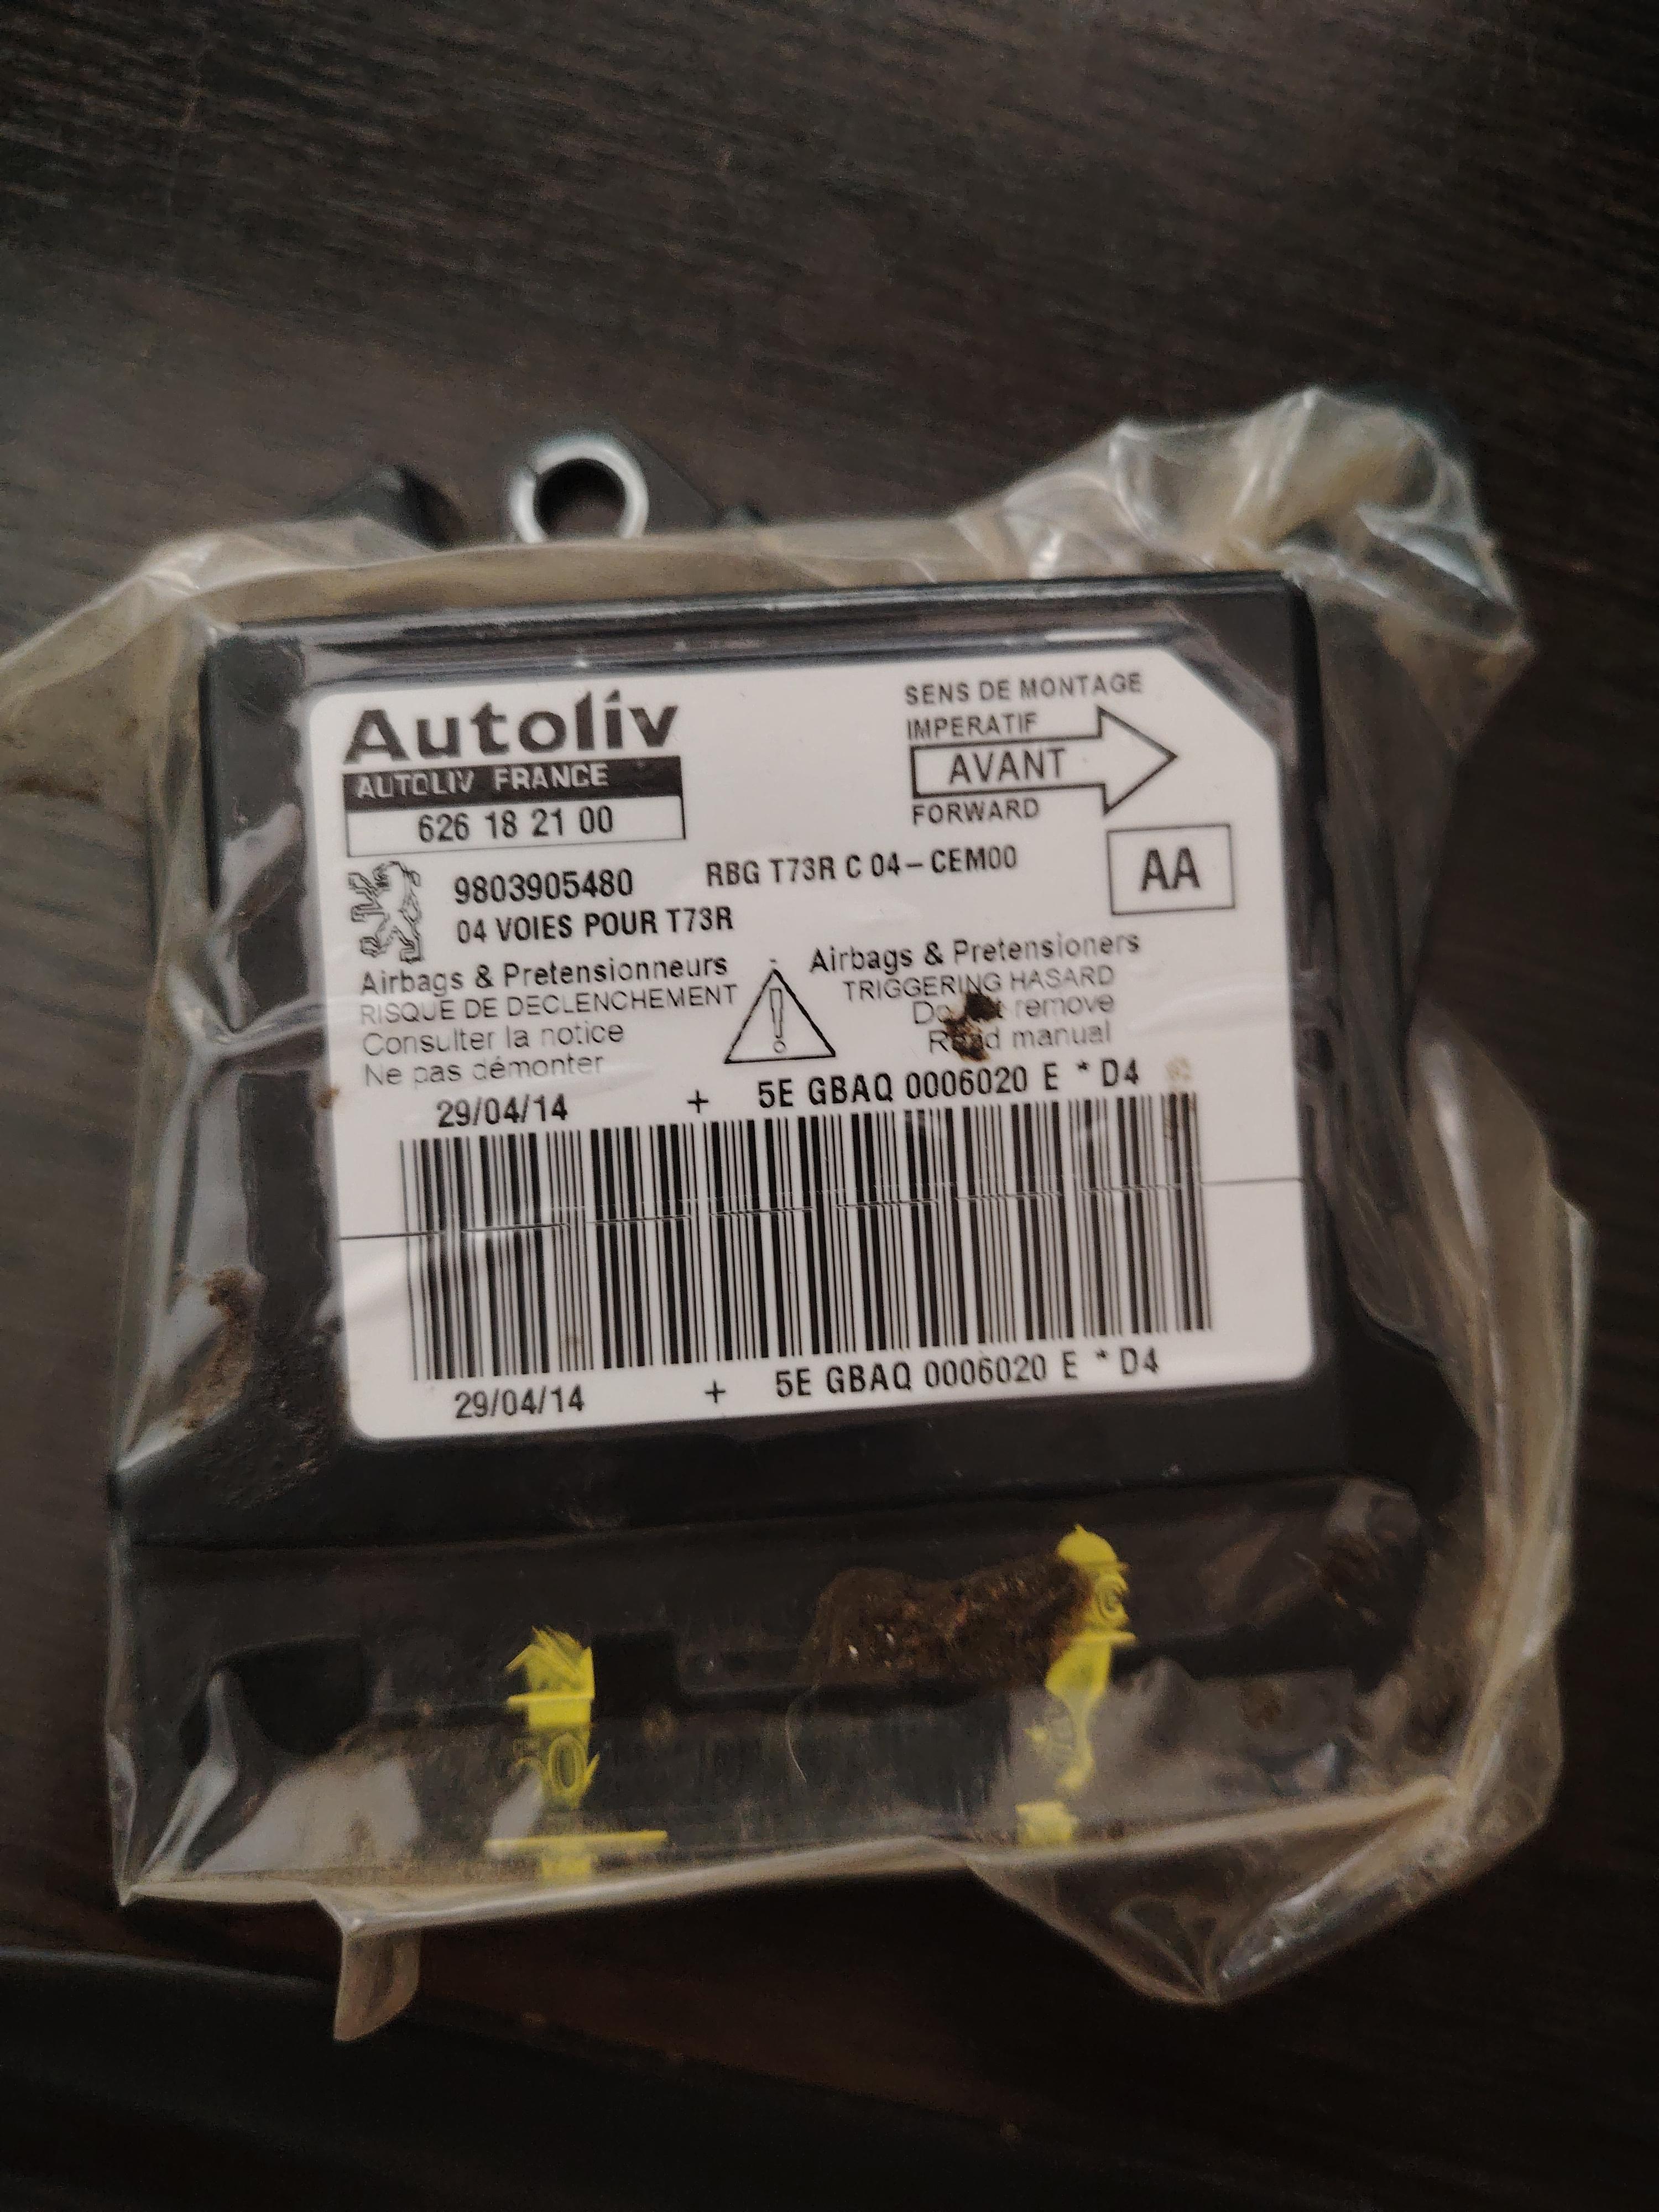 Autoliv
AUTOLIV FRANCE
626 18 21 00
SENS DE MONTAGE
IMPERATIF
AVANT
FORWARD
9803905480
RBG T73R C 04-CEM00
AA
04 VOIES POUR T73R
Airbags & Pretensionneurs
RISQUE DE DECLENCHEMENT
Consulter la notice
Ne pas démonter
Airbags & Pretensioners
TRIGGERING HASARD
remove
manual
29/04/14 + 5E GBAQ 0006020 E * D4
29/04/14 + 5E GBAQ 0006020 E * D4